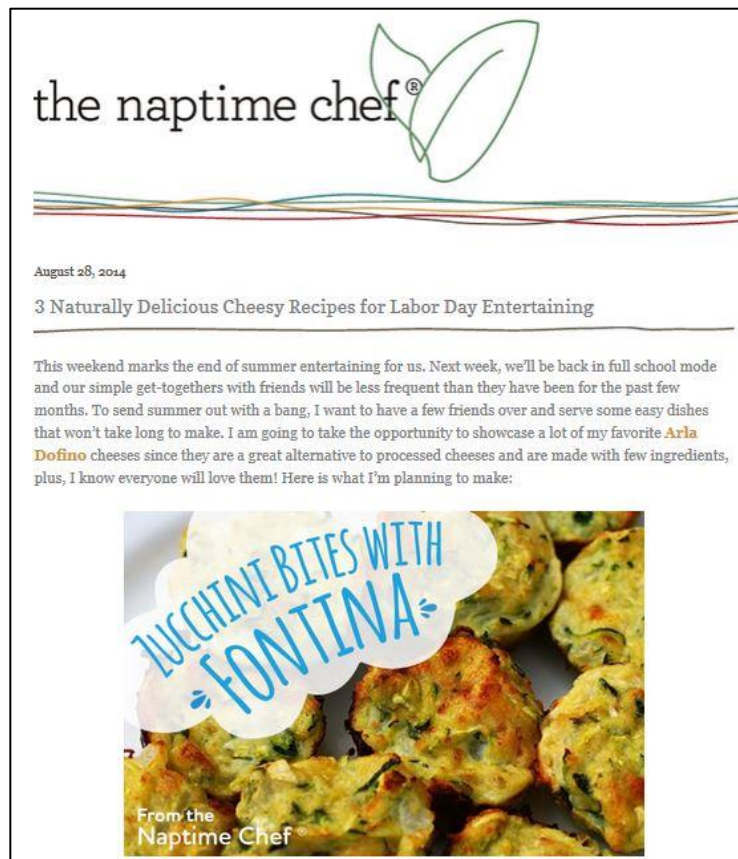 the naptime chef®
August 28, 2014
3 Naturally Delicious Cheesy Recipes for Labor Day Entertaining
This weekend marks the end of summer entertaining for us. Next week, we'll be back in full school mode
and our simple get-togethers with friends will be less frequent than they have been for the past few
months. To send summer out with a bang, I want to have a few friends over and serve some easy dishes
that won't take long to make. I am going to take the opportunity to showcase a lot of my favorite Arla
Dofino cheeses since they are a great alternative to processed cheeses and are made with few ingredients,
plus, I know everyone will love them! Here is what I'm planning to make:
ZUCCHINI BITES WITH
FONTINA
From the
Naptime Chef®